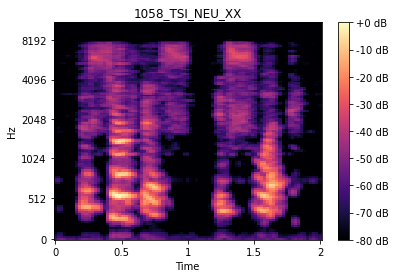 1058_TSI_NEU_XX
8192
4096
2048
1024
512
0
Hz
0
0.5
1
1.5
2
Time
+0 dB
-10 dB
-20 dB
-30 dB
-40 dB
-50 dB
-60 dB
-70 dB
-80 dB